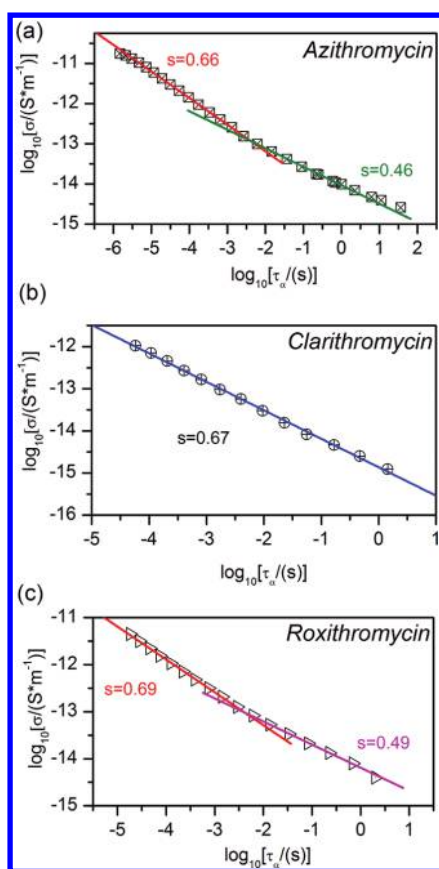 (a)
Azithromycin
s=0.66
s=0.46
log₁₀[σ/(S*m⁻¹)]
-11
-12
-13
-14
-15
-6 -5 -4 -3 -2 -1 0 1 2
log₁₀[τα/(s)]
(b)
Clarithromycin
s=0.67
log₁₀[σ/(S*m⁻¹)]
-12
-13
-14
-15
-16
-5 -4 -3 -2 -1 0 1
log₁₀[τα/(s)]
(c)
Roxithromycin
s=0.69
s=0.49
log₁₀[σ/(S*m⁻¹)]
-11
-12
-13
-14
-15
-5 -4 -3 -2 -1 0 1
log₁₀[τα/(s)]